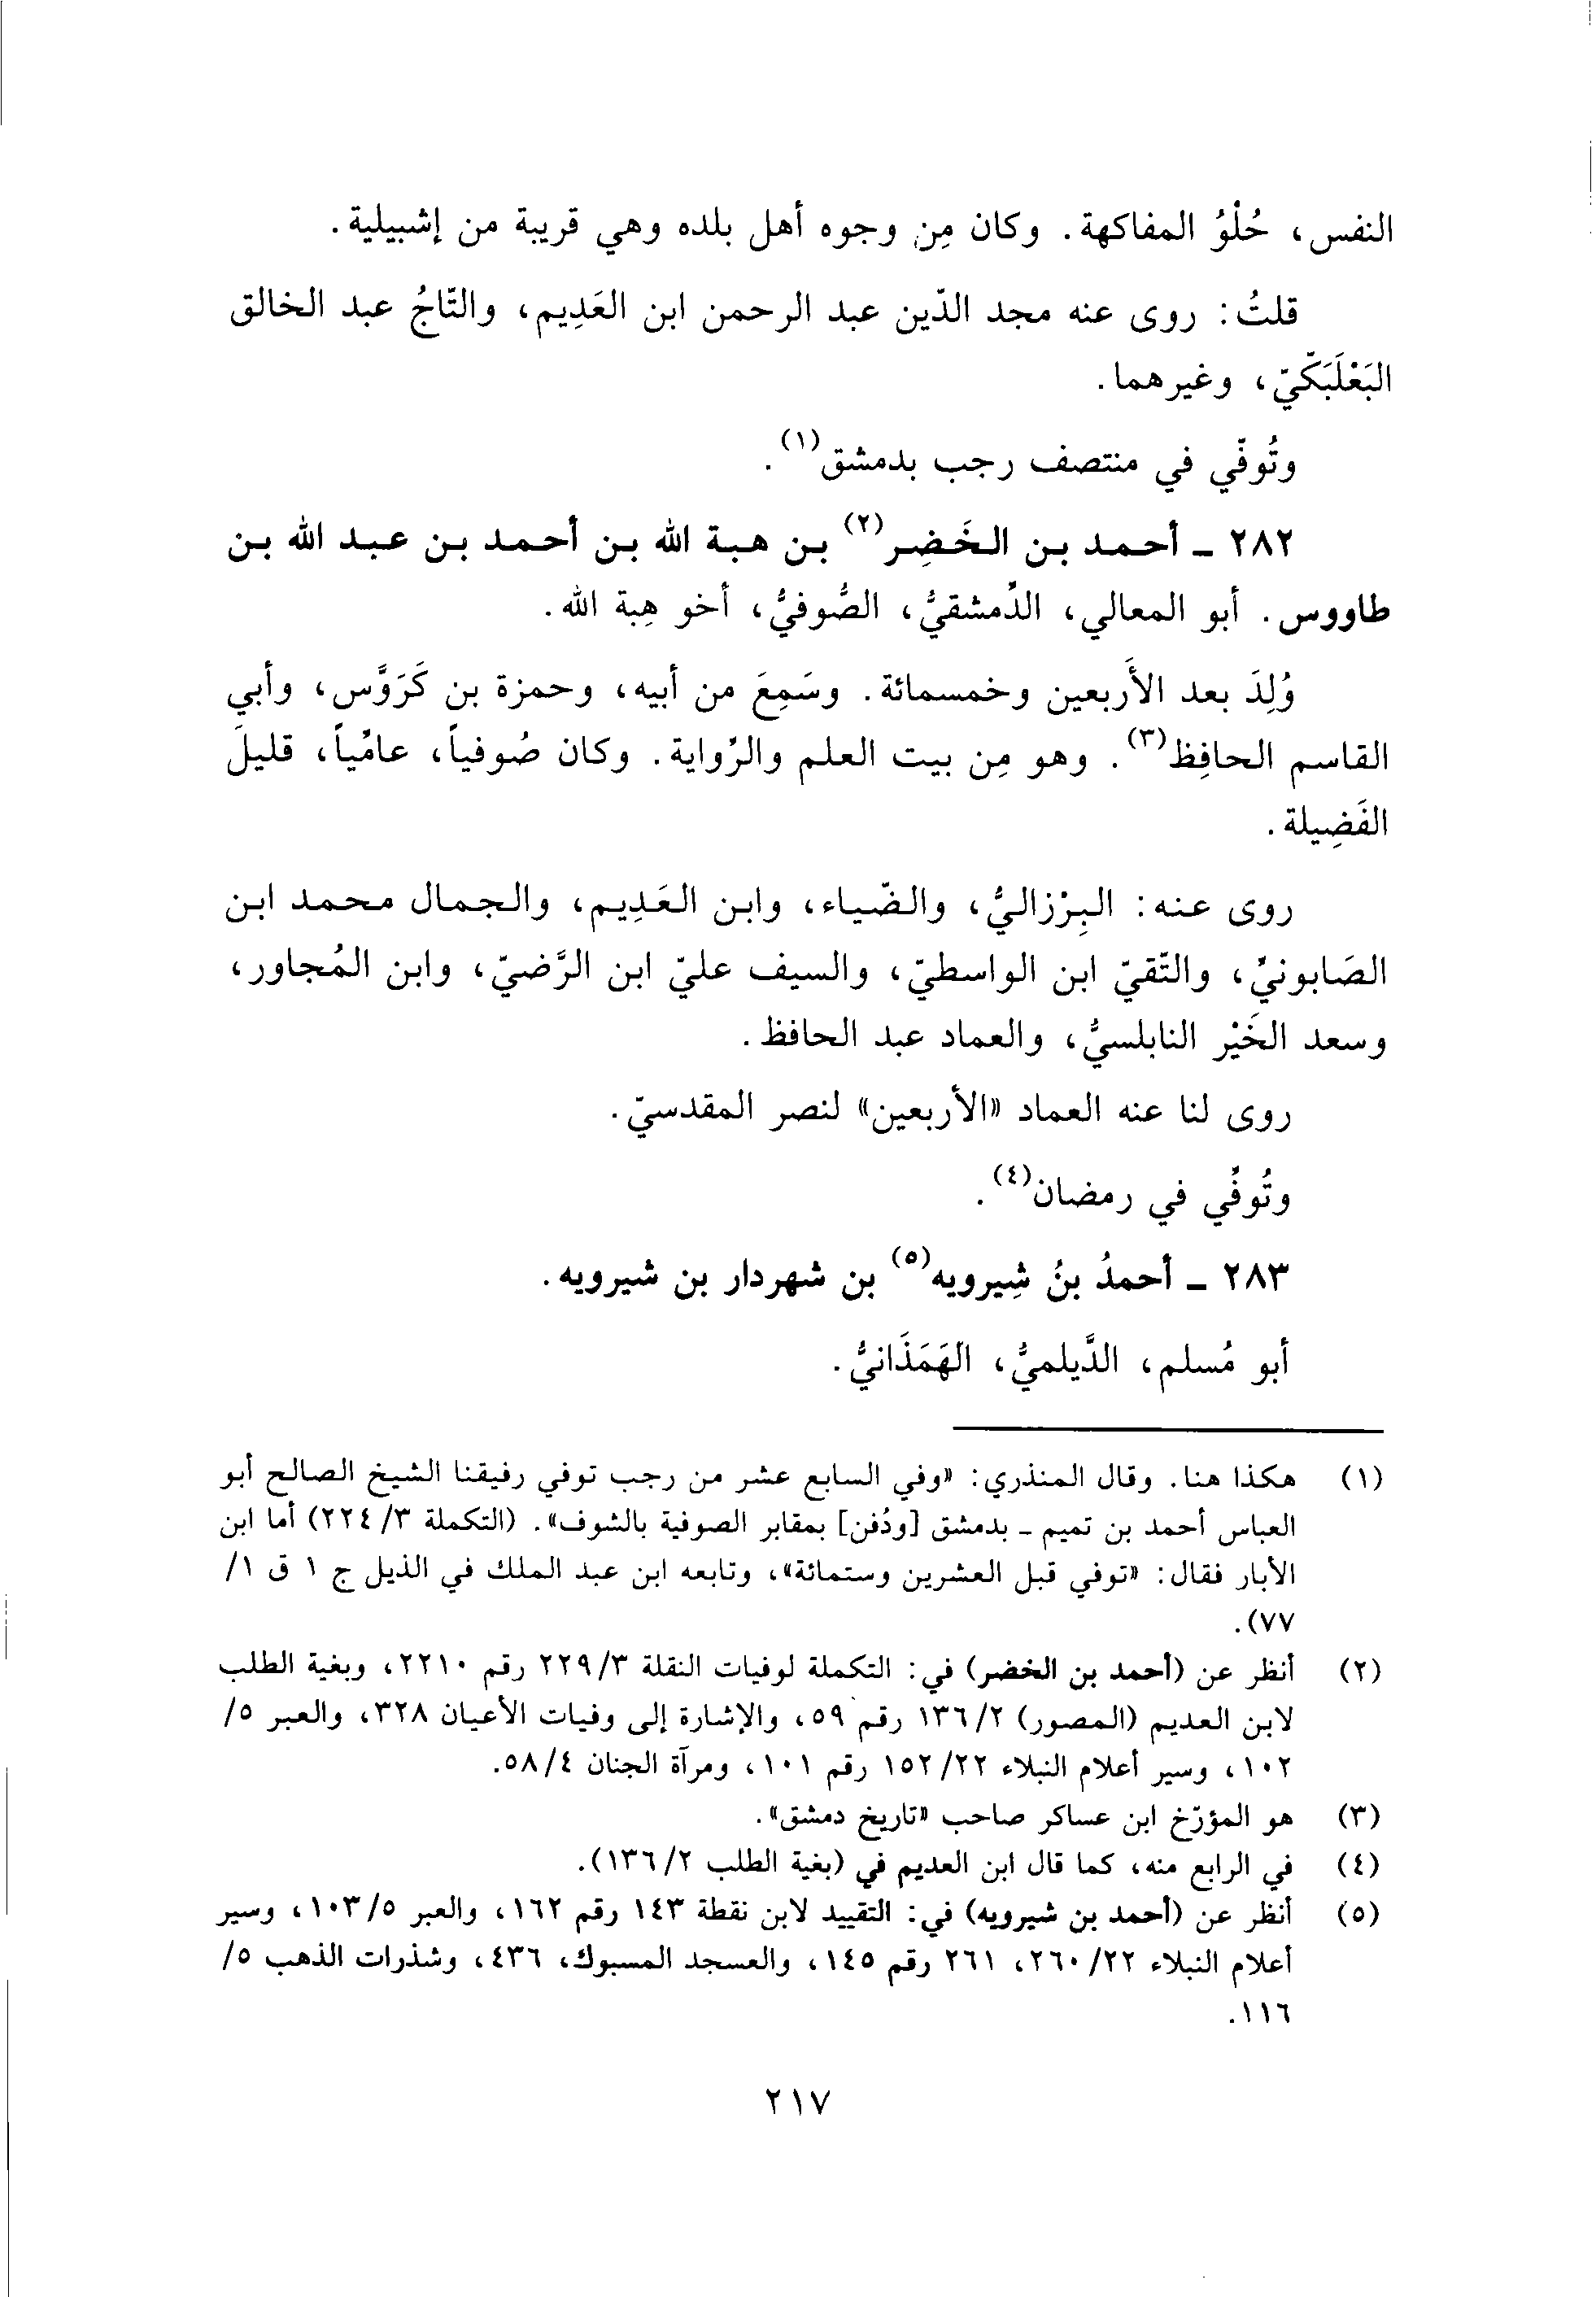 النفس، حُلْوُ المفاكهة. وكان مِن وجوه أهل بلده وهي قريبة من إشبيلية.
قلتُ: روى عنه مجد الدّين عبد الرحمن ابن العَدِيم، والتّاجُ عبد الخالق
البَعْلَبَكّيّ، وغيرهما.
وتُوفّي في منتصف رجب بدمشق(١).
٢٨٢ ـ أحمد بن الخَضِر(٢) بن هبة الله بن أحمد بن عبد الله بن
طاووس. أبو المعالي، الدِّمشقيُّ، الصُّوفيُّ، أخو هِبة الله.
وُلِدَ بعد الأَربعين وخمسمائة. وسَمِعَ من أبيه، وحمزة بن كَرَوَّس، وأبي
القاسم الحافِظ(٣). وهو مِن بيت العلم والرِّواية. وكان صُوفياً، عامِّياً، قليلَ
الفَضِيلة.
روى عنه: البِرْزاليُّ، والضّياء، وابن العَدِيم، والجمال محمد ابن
الصَابونيِّ، والتّقيّ ابن الواسطيّ، والسيف عليّ ابن الرَّضيّ، وابن المُجاور،
وسعد الخَيْر النابلسيُّ، والعماد عبد الحافظ.
روى لنا عنه العماد «الأربعين» لنصر المقدسيّ.
وتُوفِّي في رمضان(٤).
٢٨٣ ـ أحمدُ بنُ شِيرويه(٥) بن شهردار بن شيرويه.
أبو مُسلم، الدَّيلميُّ، الهَمَذَانيُّ.
(١) هكذا هنا. وقال المنذري: «وفي السابع عشر من رجب توفي رفيقنا الشيخ الصالح أبو
العباس أحمد بن تميم ـ بدمشق [ودُفن] بمقابر الصوفية بالشوف». (التكملة ٣/ ٢٢٤) أما ابن
الأبار فقال: «توفي قبل العشرين وستمائة»، وتابعه ابن عبد الملك في الذيل ج ١ ق ١/
٧٧).
(٢) أنظر عن (أحمد بن الخضر) في: التكملة لوفيات النقلة ٣/ ٢٢٩ رقم ٢٢١٠، وبغية الطلب
لابن العديم (المصور) ٢/ ١٣٦ رقم ٥٩، والإشارة إلى وفيات الأعيان ٣٢٨، والعبر ٥/
١٠٢، وسير أعلام النبلاء ٢٢/ ١٥٢ رقم ١٠١، ومرآة الجنان ٤/ ٥٨.
(٣) هو المؤرّخ ابن عساكر صاحب «تاريخ دمشق».
(٤) في الرابع منه، كما قال ابن العديم في (بغية الطلب ٢/ ١٣٦).
(٥) أنظر عن (أحمد بن شيرويه) في: التقييد لابن نقطة ١٤٣ رقم ١٦٢، والعبر ٥/ ١٠٣، وسير
أعلام النبلاء ٢٢/ ٢٦٠، ٢٦١ رقم ١٤٥، والعسجد المسبوك، ٤٣٦، وشذرات الذهب ٥/
١١٦.
٢١٧